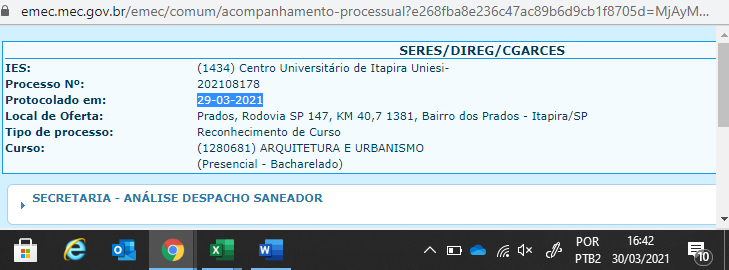 emec.mec.gov.br/emec/comum/acompanhamento-processual?e268fba8e236c47ac89b6d9cb1f8705d=MjAyM...
SERES/DIREG/CGARCES
IES: (1434) Centro Universitário de Itapira Uniesi-
Processo Nº: 202108178
Protocolado em: 29-03-2021
Local de Oferta: Prados, Rodovia SP 147, KM 40,7 1381, Bairro dos Prados - Itapira/SP
Tipo de processo: Reconhecimento de Curso
Curso: (1280681) ARQUITETURA E URBANISMO
(Presencial - Bacharelado)
SECRETARIA - ANÁLISE DESPACHO SANEADOR
POR 16:42
PTB2 30/03/2021 10